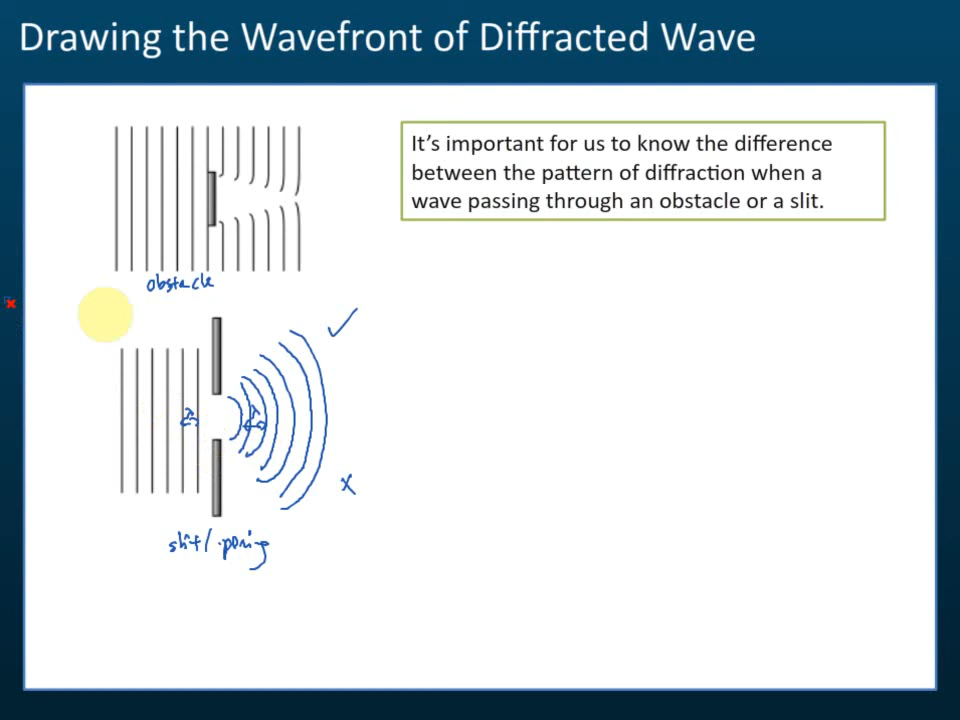 Drawing the Wavefront of Diffracted Wave
It's important for us to know the difference
between the pattern of diffraction when a
wave passing through an obstacle or a slit.
obstacle
λ λ
slit/